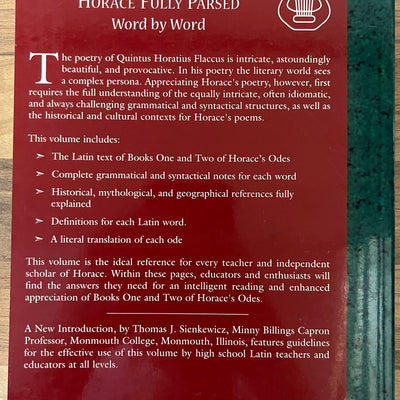 HORACE FULLY PARSED
Word by Word
The poetry of Quintus Horatius Flaccus is intricate, astoundingly
beautiful, and provocative. In his poetry the literary world sees
a complex persona. Appreciating Horace's poetry, however, first
requires the full understanding of the equally intricate, often idiomatic,
and always challenging grammatical and syntactical structures, as well as
the historical and cultural contexts for Horace's poems.
This volume includes:
➣ The Latin text of Books One and Two of Horace's Odes
➣ Complete grammatical and syntactical notes for each word
➣ Historical, mythological, and geographical references fully
explained
➣ Definitions for each Latin word.
➣ A literal translation of each ode
This volume is the ideal reference for every teacher and independent
scholar of Horace. Within these pages, educators and enthusiasts will
find the answers they need for an intelligent reading and enhanced
appreciation of Books One and Two of Horace's Odes.
A New Introduction, by Thomas J. Sienkewicz, Minny Billings Capron
Professor, Monmouth College, Monmouth, Illinois, features guidelines
for the effective use of this volume by high school Latin teachers and
educators at all levels.